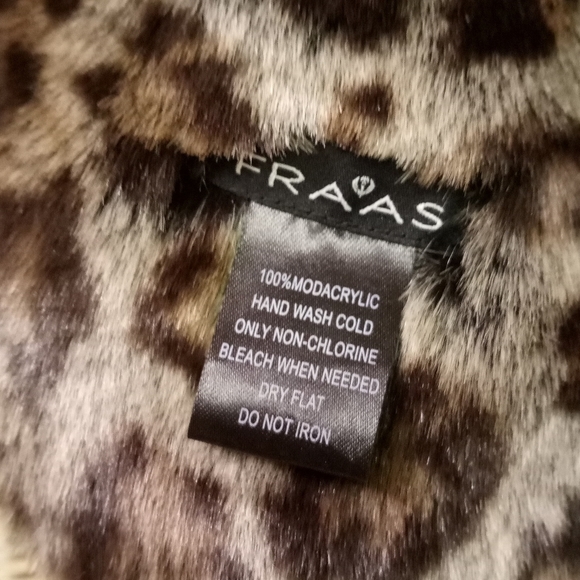 FRAAS
100%MODACRYLIC
HAND WASH COLD
ONLY NON-CHLORINE
BLEACH WHEN NEEDED
DRY FLAT
DO NOT IRON